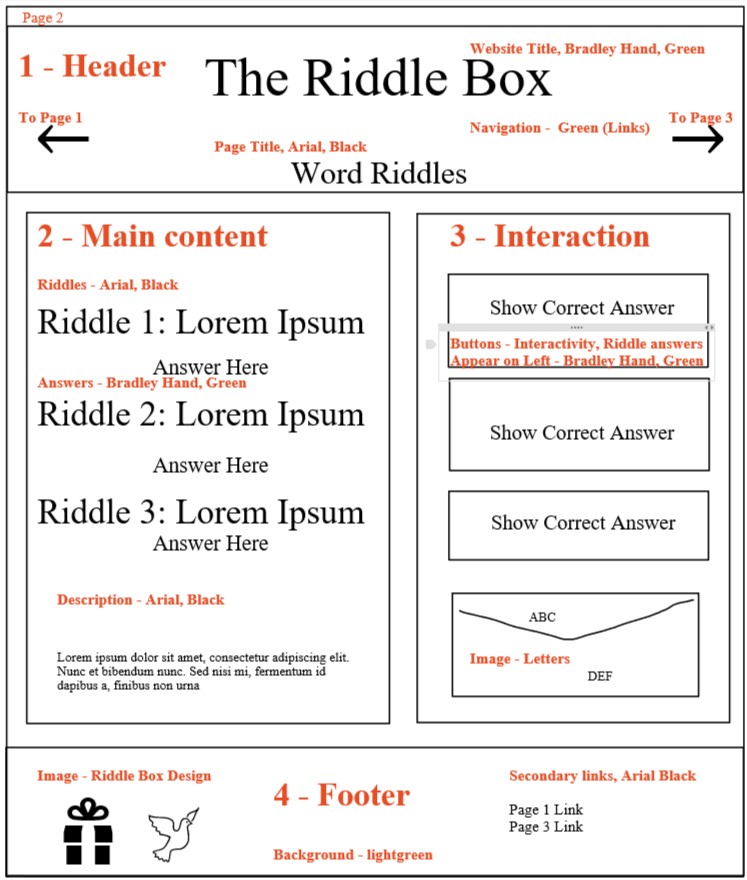 Page 2
Website Title, Bradley Hand, Green
1 - Header
The Riddle Box
To Page 1
To Page 3
Navigation - Green (Links)
Page Title, Arial, Black
Word Riddles
2 - Main content
Riddles - Arial, Black
Riddle 1: Lorem Ipsum
Answer Here
Answers - Bradley Hand, Green
Riddle 2: Lorem Ipsum
Answer Here
Riddle 3: Lorem Ipsum
Answer Here
Description - Arial, Black
Lorem ipsum dolor sit amet, consectetur adipiscing elit.
Nunc et bibendum nunc. Sed nisi mi, fermentum id
dapibus a, finibus non urna
3 - Interaction
Show Correct Answer
Buttons - Interactivity, Riddle answers
Appear on Left - Bradley Hand, Green
Show Correct Answer
Show Correct Answer
ABC
Image - Letters
DEF
Image - Riddle Box Design
4 - Footer
Background - lightgreen
Secondary links, Arial Black
Page 1 Link
Page 3 Link